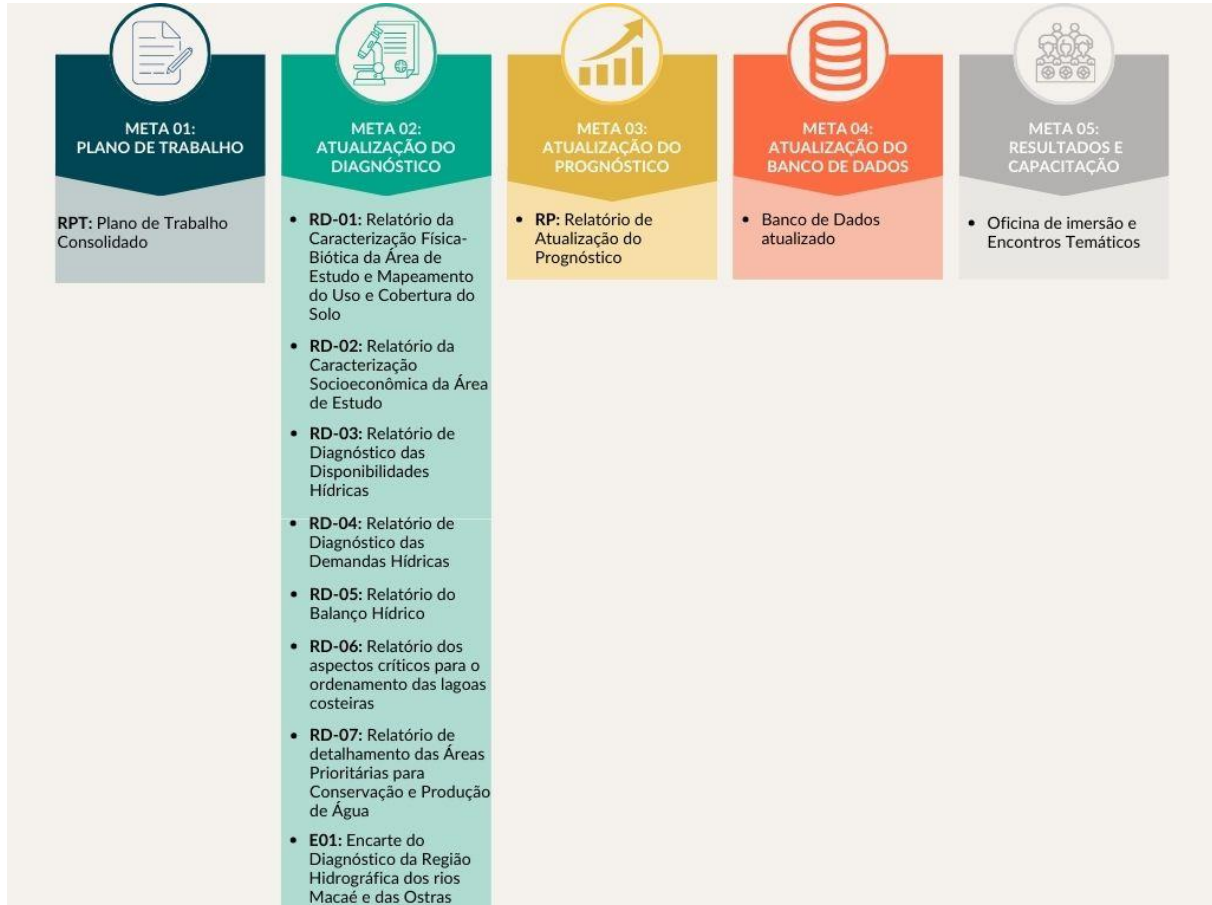 META 01:
PLANO DE TRABALHO
RPT: Plano de Trabalho
Consolidado
META 02:
ATUALIZAÇÃO DO
DIAGNÓSTICO
• RD-01: Relatório da
Caracterização Física-
Biótica da Área de
Estudo e Mapeamento
do Uso e Cobertura do
Solo
• RD-02: Relatório da
Caracterização
Socioeconômica da Área
de Estudo
• RD-03: Relatório de
Diagnóstico das
Disponibilidades
Hídricas
• RD-04: Relatório de
Diagnóstico das
Demandas Hídricas
• RD-05: Relatório do
Balanço Hídrico
• RD-06: Relatório dos
aspectos críticos para o
ordenamento das lagoas
costeiras
• RD-07: Relatório de
detalhamento das Áreas
Prioritárias para
Conservação e Produção
de Água
• E01: Encarte do
Diagnóstico da Região
Hidrográfica dos rios
Macaé e das Ostras
META 03:
ATUALIZAÇÃO DO
PROGNÓSTICO
• RP: Relatório de
Atualização do
Prognóstico
META 04:
ATUALIZAÇÃO DO
BANCO DE DADOS
• Banco de Dados
atualizado
META 05:
RESULTADOS E
CAPACITAÇÃO
• Oficina de imersão e
Encontros Temáticos